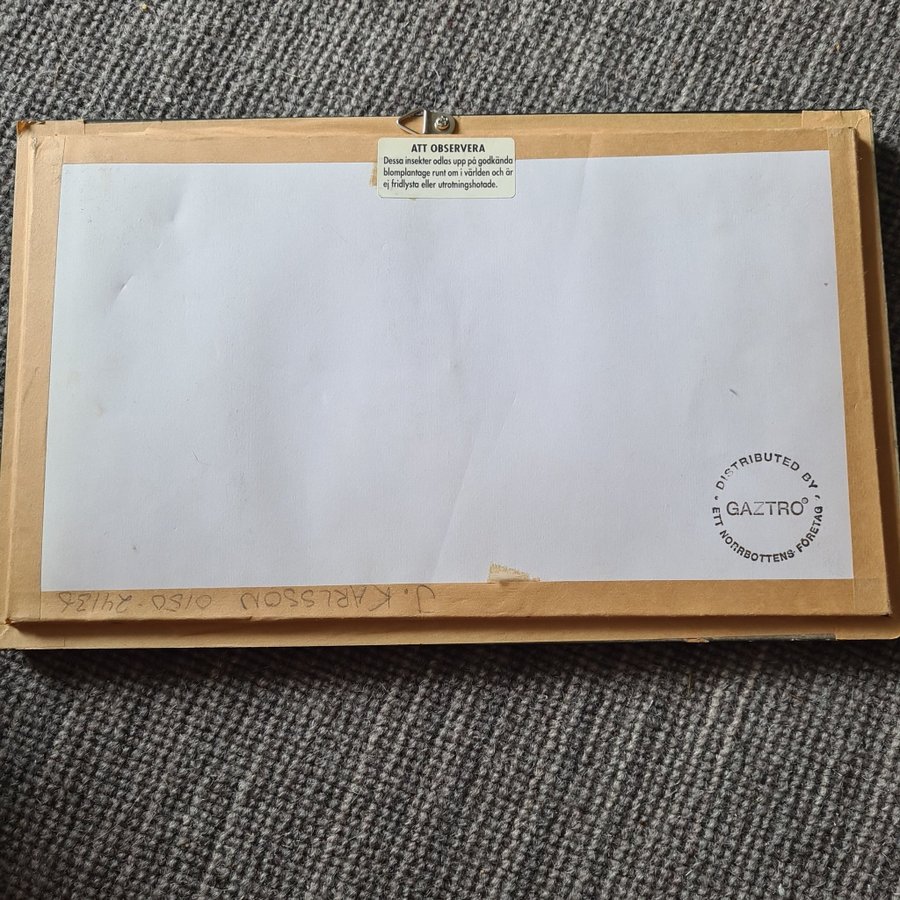 ATT OBSERVERA
Dessa insekter odlas upp på godkända
blomplantage runt om i världen och är
ej fridlysta eller utrotningshotade.
DISTRIBUTED BY
GAZTRO
ETT NORRBOTTENS-FÖRETAG
J. KARLSSON 0150-